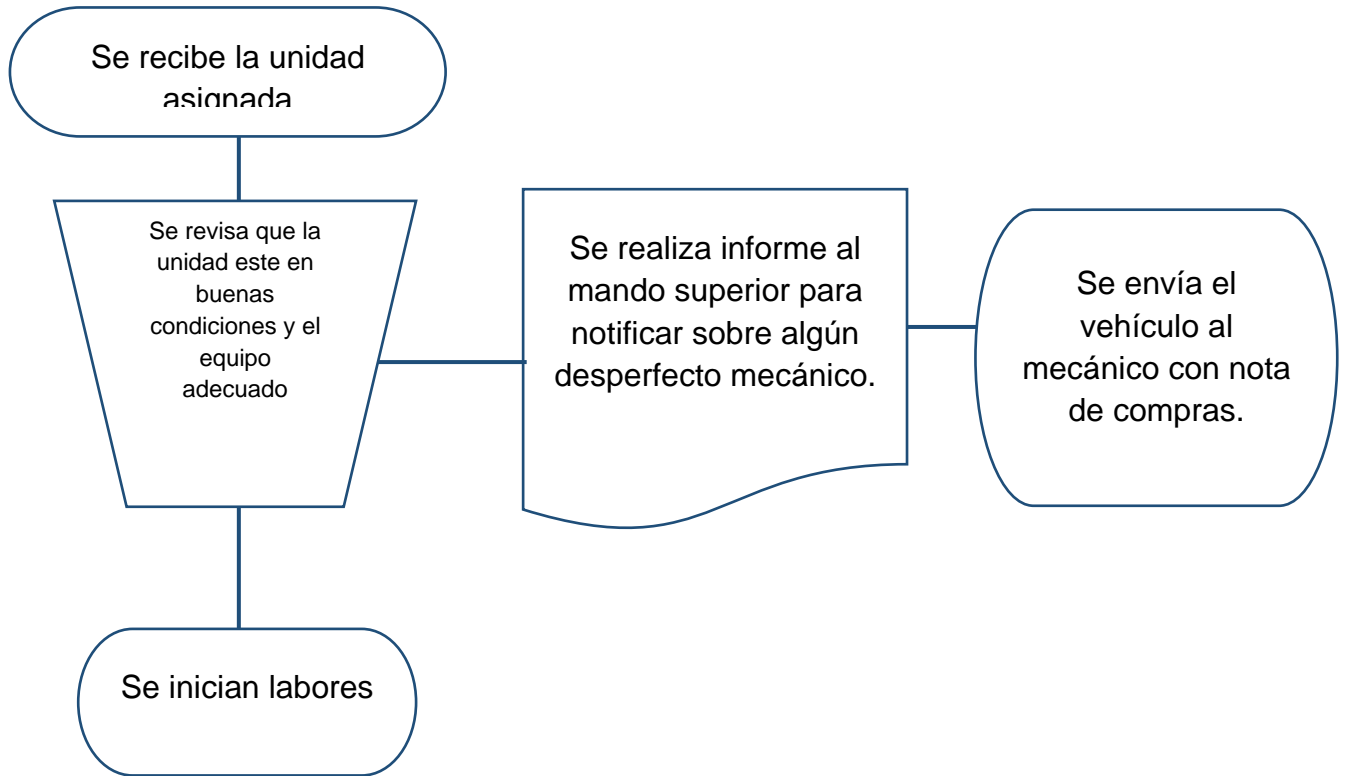 Se recibe la unidad
asignada
Se revisa que la
unidad este en
buenas
condiciones y el
equipo
adecuado
Se realiza informe al
mando superior para
notificar sobre algún
desperfecto mecánico.
Se envía el
vehículo al
mecánico con nota
de compras.
Se inician labores